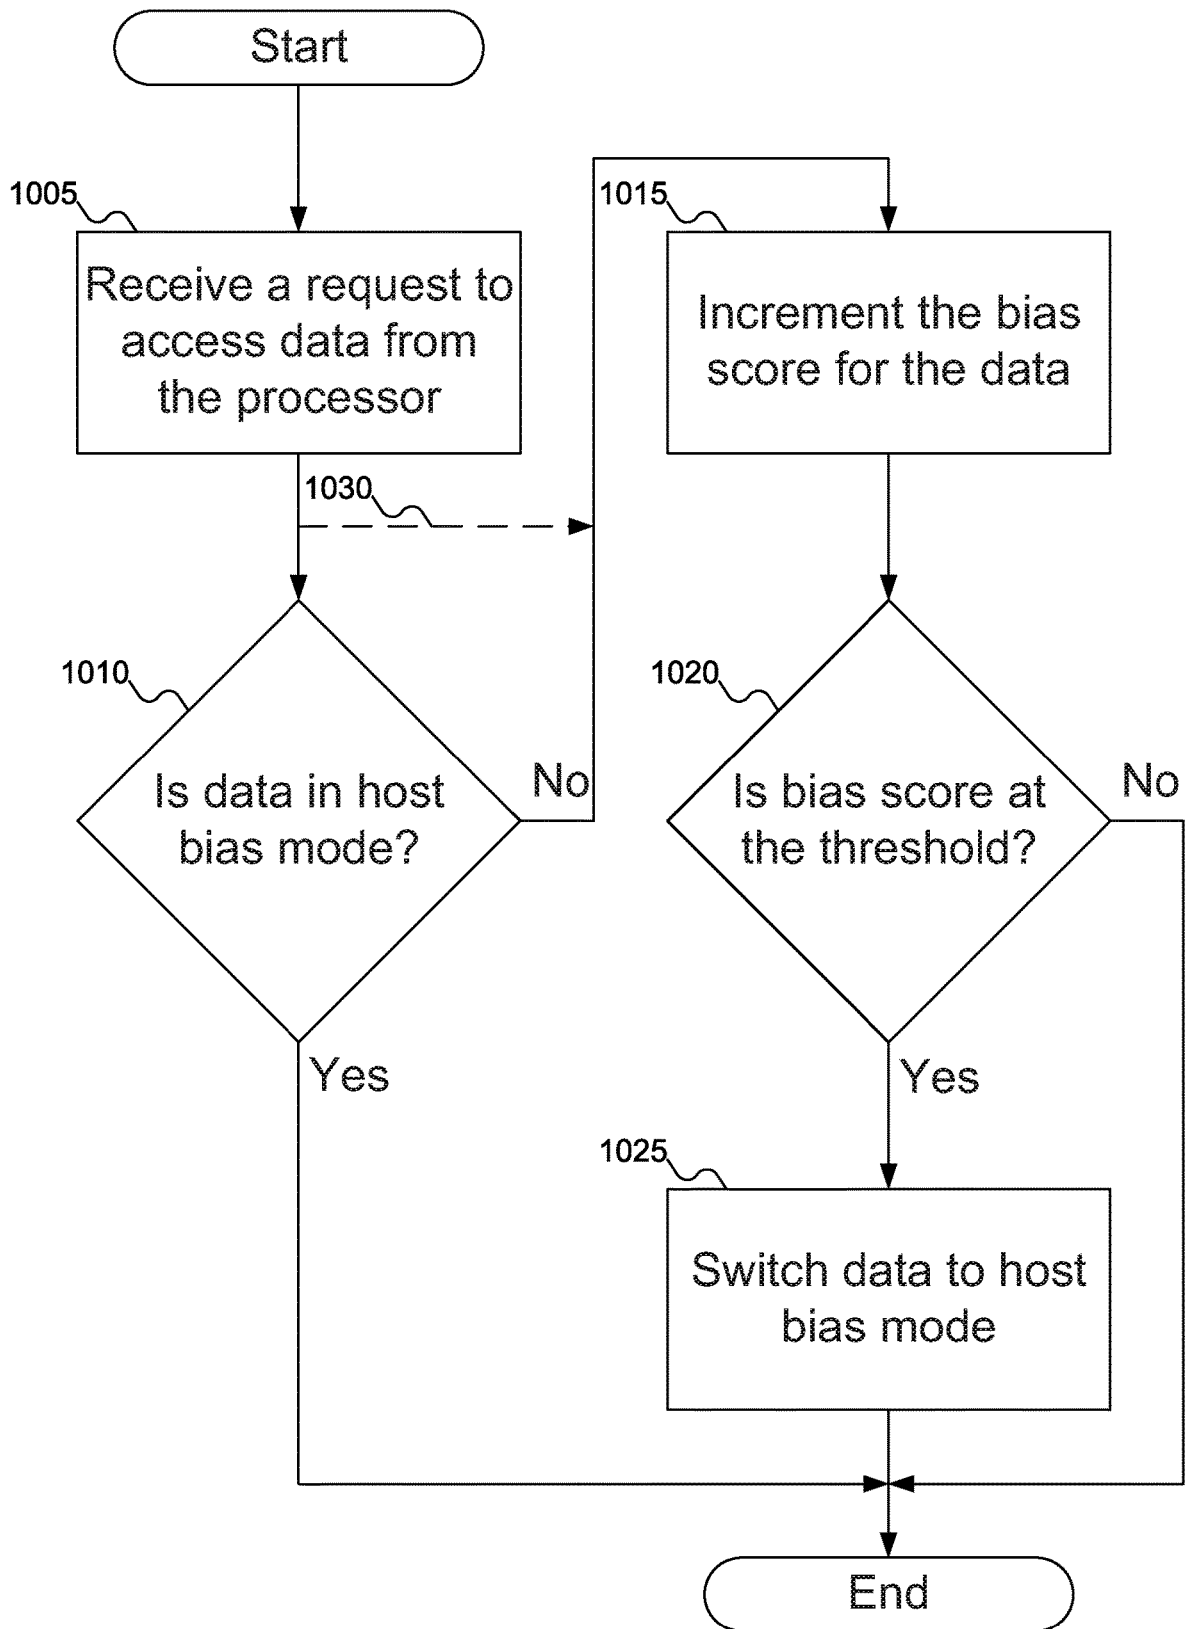 Start
1005
Receive a request to
access data from
the processor
1030
1010
Is data in host
bias mode?
No
Yes
1015
Increment the bias
score for the data
1020
Is bias score at
the threshold?
No
Yes
1025
Switch data to host
bias mode
End